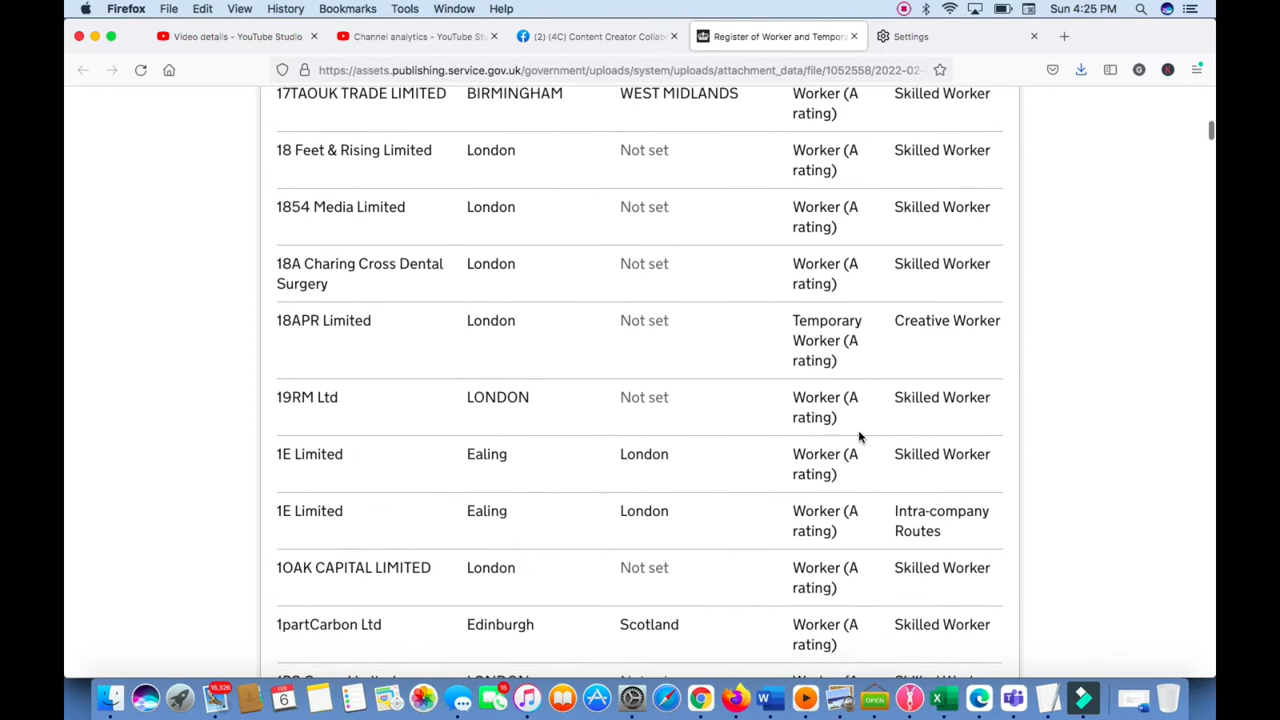 Firefox File Edit View History Bookmarks Tools Window Help Sun 4:25 PM
Video details - YouTube Studio Channel analytics - YouTube Stu (2) (4C) Content Creator Collab Register of Worker and Tempora Settings
https://assets.publishing.service.gov.uk/government/uploads/system/uploads/attachment_data/file/1052558/2022-02-
17TAOUK TRADE LIMITED BIRMINGHAM WEST MIDLANDS Worker (A Skilled Worker
rating)
18 Feet & Rising Limited London Not set Worker (A Skilled Worker
rating)
1854 Media Limited London Not set Worker (A Skilled Worker
rating)
18A Charing Cross Dental London Not set Worker (A Skilled Worker
Surgery rating)
18APR Limited London Not set Temporary Creative Worker
Worker (A
rating)
19RM Ltd LONDON Not set Worker (A Skilled Worker
rating)
1E Limited Ealing London Worker (A Skilled Worker
rating)
1E Limited Ealing London Worker (A Intra-company
rating) Routes
1OAK CAPITAL LIMITED London Not set Worker (A Skilled Worker
rating)
1partCarbon Ltd Edinburgh Scotland Worker (A Skilled Worker
rating)
FEB
6
OPEN